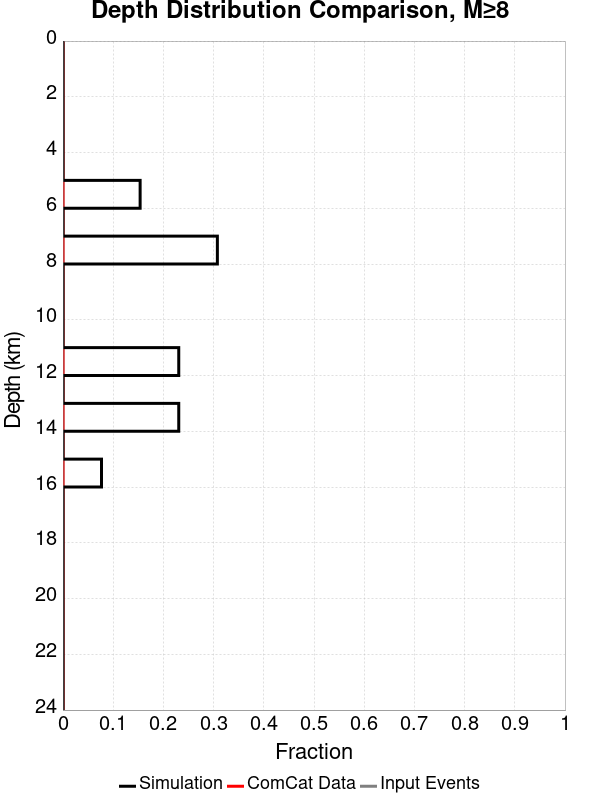 Depth Distribution Comparison, M≥8
0
2
4
6
8
10
12
14
16
18
20
22
24
Depth (km)
0 0.1 0.2 0.3 0.4 0.5 0.6 0.7 0.8 0.9 1
Fraction
Simulation ComCat Data Input Events